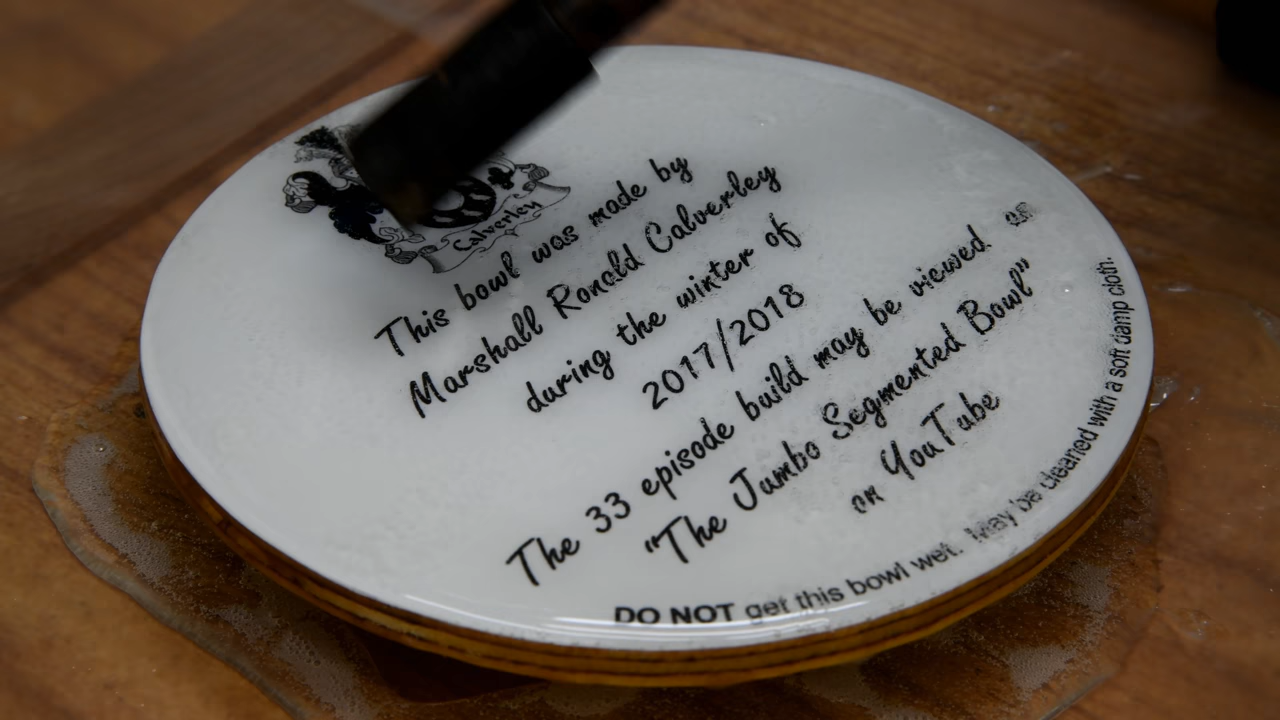 Calverley
This bowl was made by
Marshall Ronald Calverley
during the winter of
2017/2018
The 33 episode build may be viewed as
"The Jumbo Segmented Bowl"
on YouTube
DO NOT get this bowl wet. May be cleaned with a soft damp cloth.